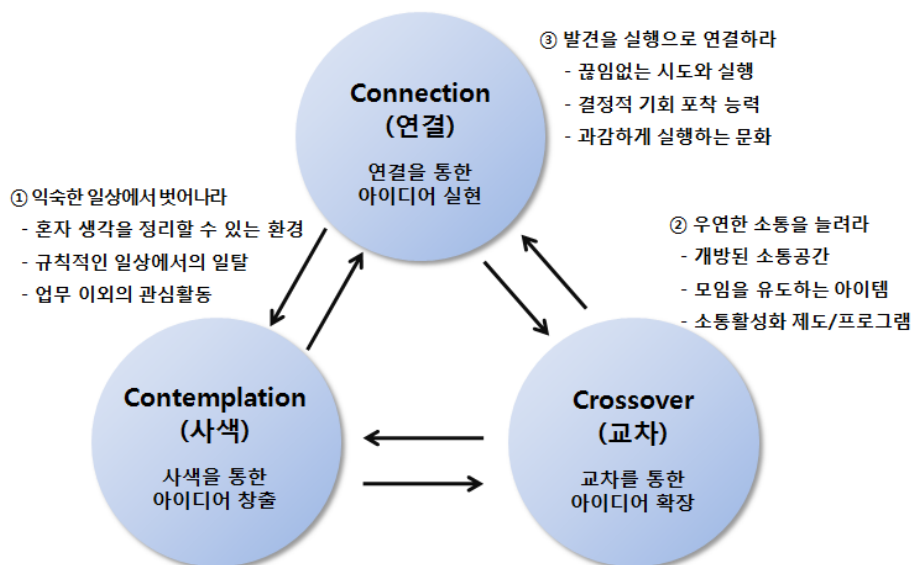 ③ 발견을 실행으로 연결하라
- 끊임없는 시도와 실행
- 결정적 기회 포착 능력
- 과감하게 실행하는 문화
Connection
(연결)
연결을 통한
아이디어 실현
① 익숙한 일상에서 벗어나라
- 혼자 생각을 정리할 수 있는 환경
- 규칙적인 일상에서의 일탈
- 업무 이외의 관심활동
② 우연한 소통을 늘려라
- 개방된 소통공간
- 모임을 유도하는 아이템
- 소통활성화 제도/프로그램
Contemplation
(사색)
사색을 통한
아이디어 창출
Crossover
(교차)
교차를 통한
아이디어 확장